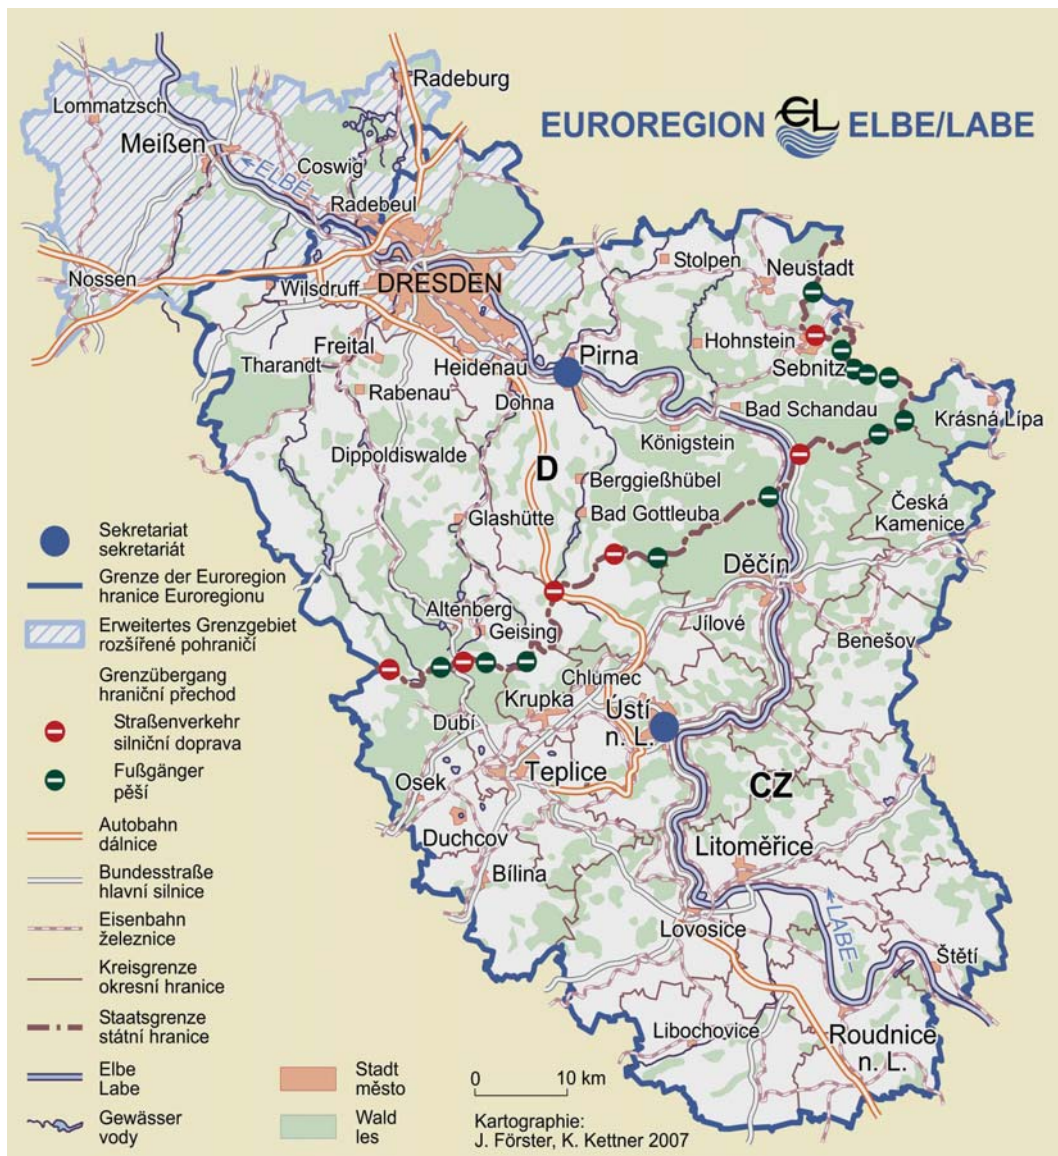 EUROREGION EL ELBE/LABE
Radeburg
Lommatzsch
Meißen
Coswig
ELBE
Radebeul
Stolpen
Neustadt
Nossen
Wilsdruff
DRESDEN
Hohnstein
Freital
Pirna
Sebnitz
Tharandt
Heidenau
Rabenau
Dohna
Bad Schandau
Krásná Lípa
Königstein
Dippoldiswalde
D
Berggießhübel
Česká
Kamenice
Glashütte
Bad Gottleuba
Děčín
Altenberg
Geising
Jílové
Benešov
Chlumec
Krupka
Ústí
n. L.
Dubí
Teplice
CZ
Osek
Duchcov
Litoměřice
Bílina
LABE
Lovosice
Štětí
Libochovice
Roudnice
n. L.
Sekretariat
sekretariát
Grenze der Euroregion
hranice Euroregionu
Erweitertes Grenzgebiet
rozšířené pohraničí
Grenzübergang
hraniční přechod
Straßenverkehr
silniční doprava
Fußgänger
pěší
Autobahn
dálnice
Bundesstraße
hlavní silnice
Eisenbahn
železnice
Kreisgrenze
okresní hranice
Staatsgrenze
státní hranice
Elbe
Labe
Gewässer
vody
Stadt
město
Wald
les
0 10 km
Kartographie:
J. Förster, K. Kettner 2007